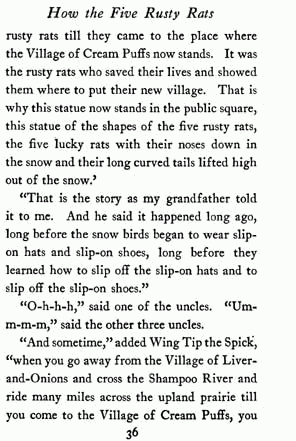 How the Five Rusty Rats
rusty rats till they came to the place where
the Village of Cream Puffs now stands. It was
the rusty rats who saved their lives and showed
them where to put their new village. That is
why this statue now stands in the public square,
this statue of the shapes of the five rusty rats,
the five lucky rats with their noses down in
the snow and their long curved tails lifted high
out of the snow.’
“That is the story as my grandfather told
it to me. And he said it happened long ago,
long before the snow birds began to wear slip-
on hats and slip-on shoes, long before they
learned how to slip off the slip-on hats and to
slip off the slip-on shoes.”
“O-h-h-h,” said one of the uncles. “Um-
m-m-m,” said the other three uncles.
“And sometime,” added Wing Tip the Spick,
“when you go away from the Village of Liver-
and-Onions and cross the Shampoo River and
ride many miles across the upland prairie till
you come to the Village of Cream Puffs, you
36